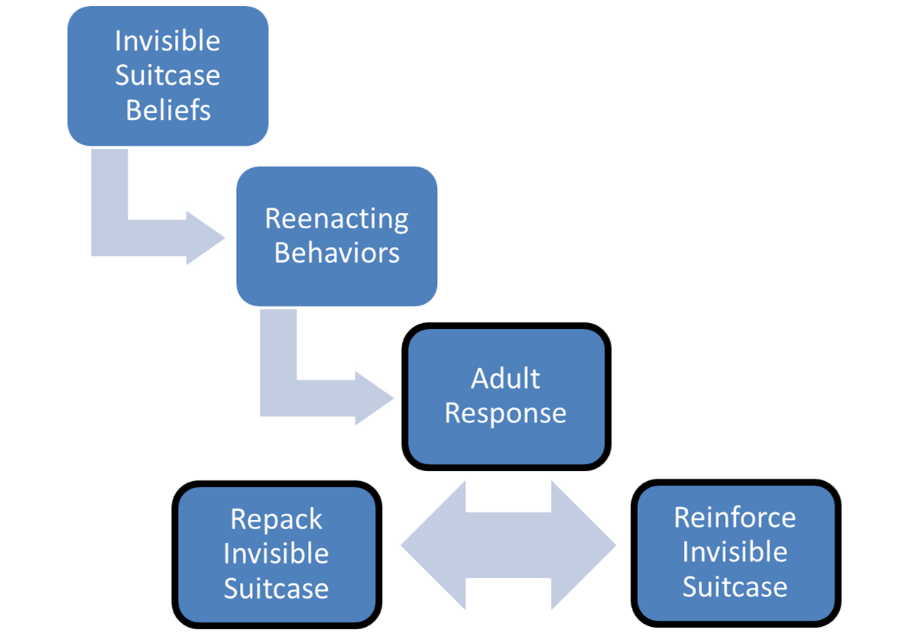 Invisible
Suitcase
Beliefs
Reenacting
Behaviors
Adult
Response
Repack
Invisible
Suitcase
Reinforce
Invisible
Suitcase